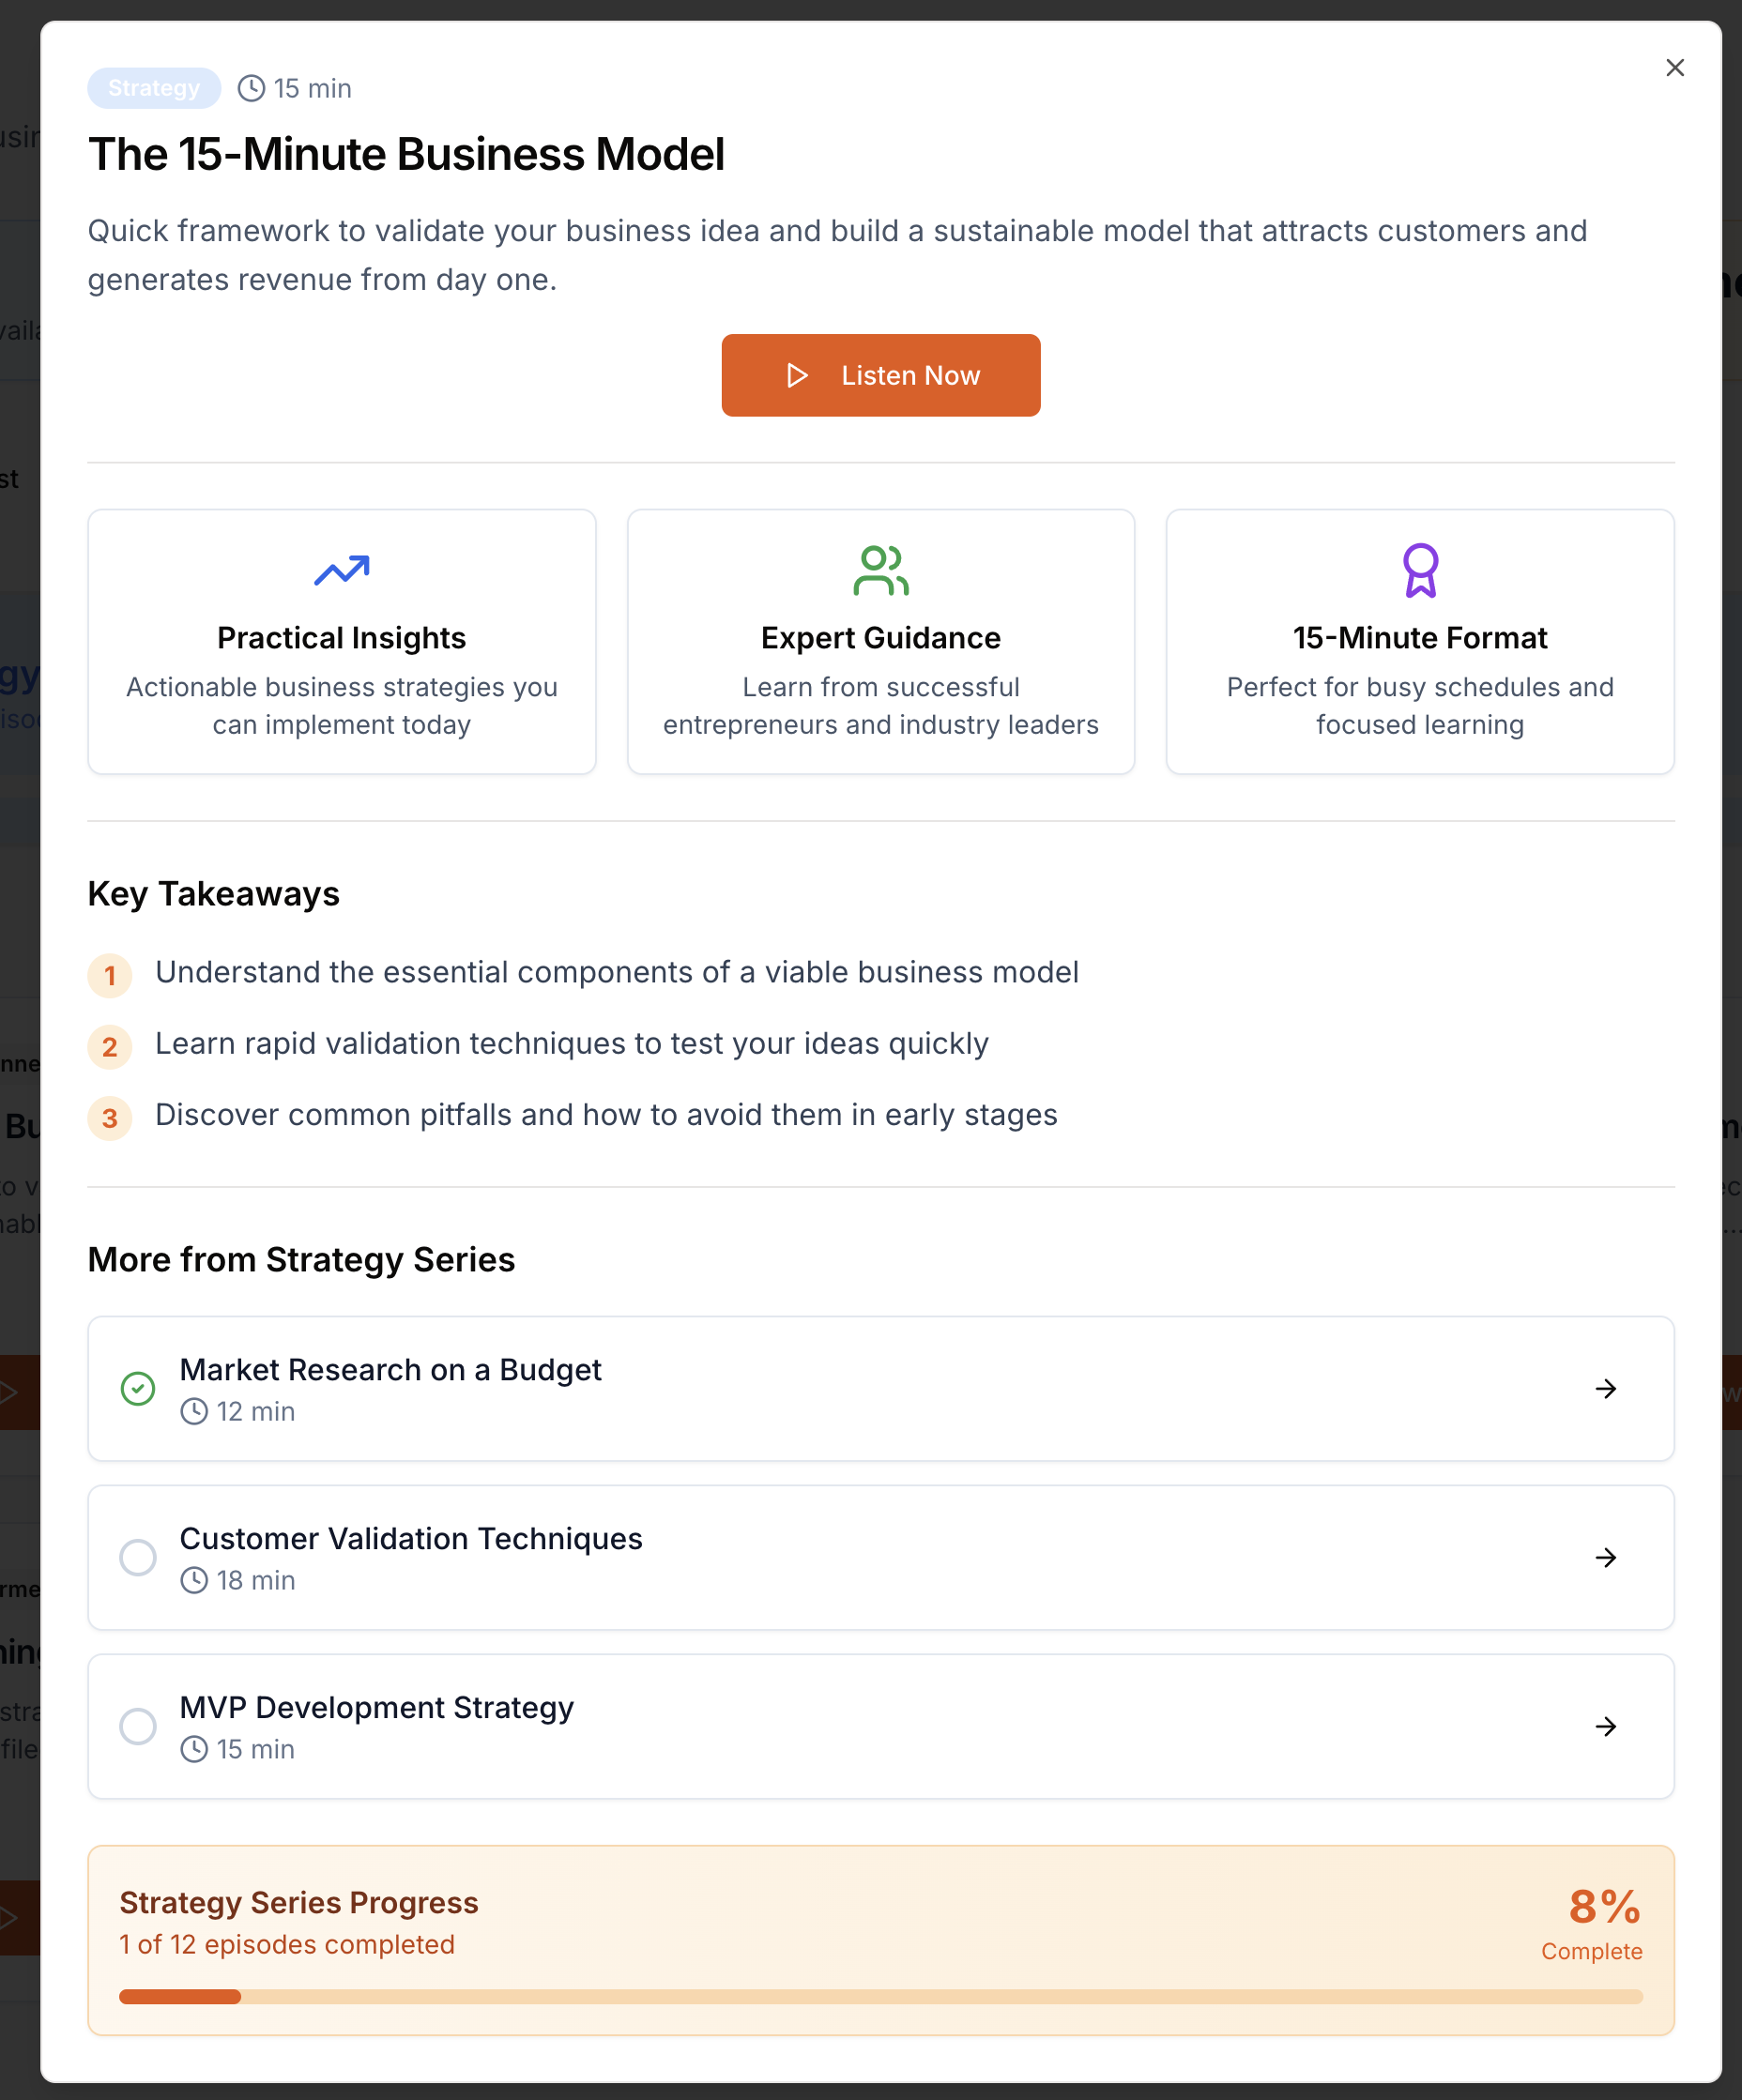 Strategy
15 min
The 15-Minute Business Model
Quick framework to validate your business idea and build a sustainable model that attracts customers and
generates revenue from day one.
Listen Now
Practical Insights
Actionable business strategies you
can implement today
Expert Guidance
Learn from successful
entrepreneurs and industry leaders
15-Minute Format
Perfect for busy schedules and
focused learning
Key Takeaways
1 Understand the essential components of a viable business model
2 Learn rapid validation techniques to test your ideas quickly
3 Discover common pitfalls and how to avoid them in early stages
More from Strategy Series
Market Research on a Budget
12 min
Customer Validation Techniques
18 min
MVP Development Strategy
15 min
Strategy Series Progress
1 of 12 episodes completed
8%
Complete